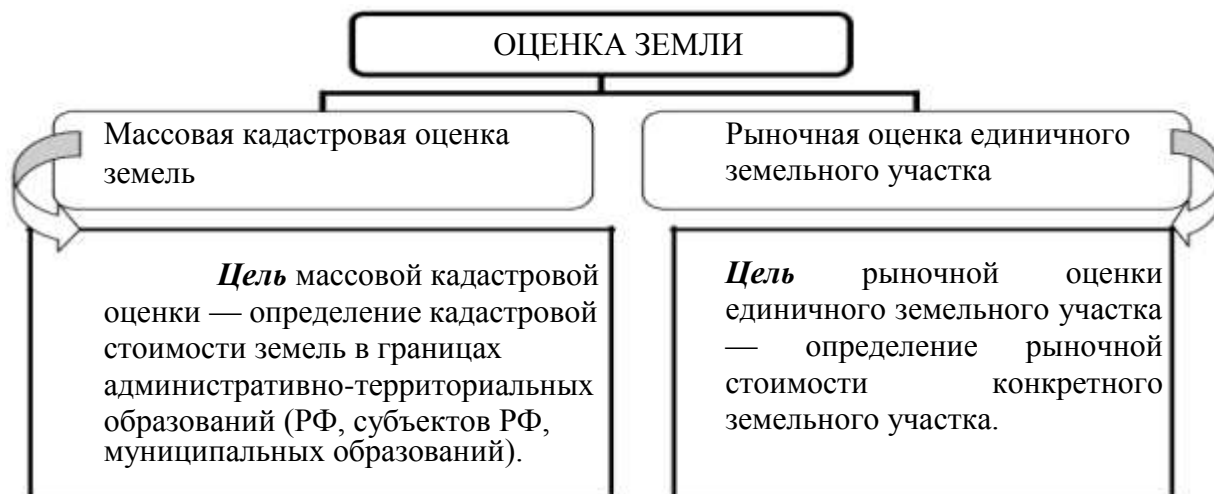 ОЦЕНКА ЗЕМЛИ
Массовая кадастровая оценка
земель
Рыночная оценка единичного
земельного участка
Цель массовой кадастровой
оценки — определение кадастровой
стоимости земель в границах
административно-территориальных
образований (РФ, субъектов РФ,
муниципальных образований).
Цель рыночной оценки
единичного земельного участка
— определение рыночной
стоимости конкретного
земельного участка.